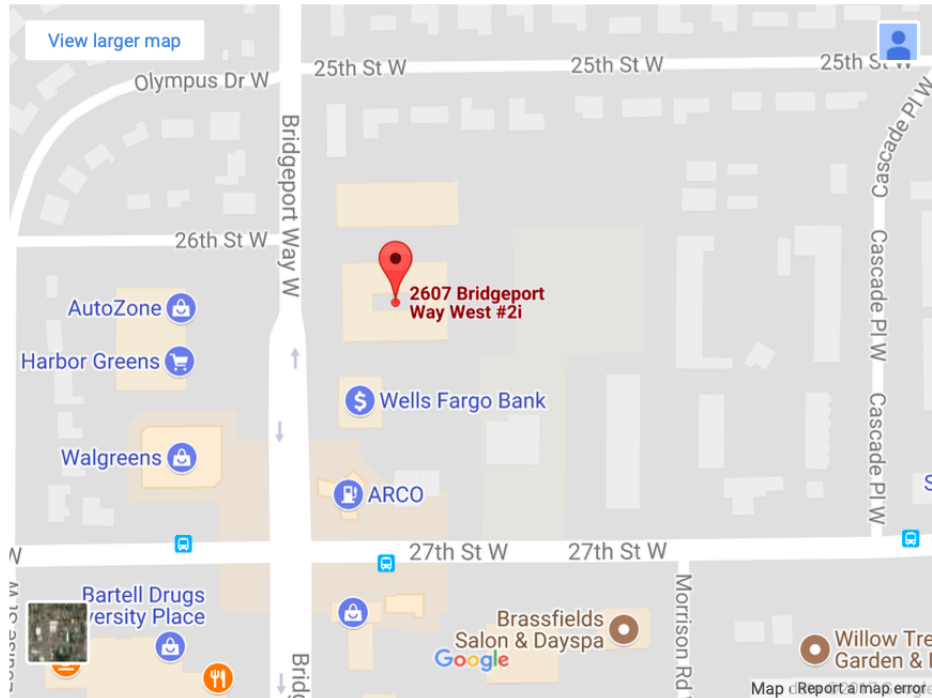 View larger map
Olympus Dr W
25th St W
25th St W
25th St W
Bridgeport Way W
Cascade Pl W
26th St W
Cascade Pl W
2607 Bridgeport
Way West #2i
AutoZone
Harbor Greens
Wells Fargo Bank
Cascade Pl W
Walgreens
ARCO
S
27th St W
27th St W
W
Bartell Drugs
versity Place
Morrison Rd
Brassfields
Salon & Dayspa
Willow Tre
Garden & I
Google
Bridg
Map
Report a map error